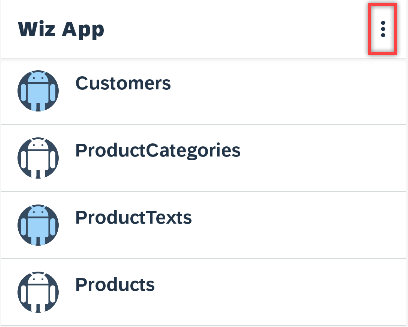 Wiz App
Customers
ProductCategories
ProductTexts
Products